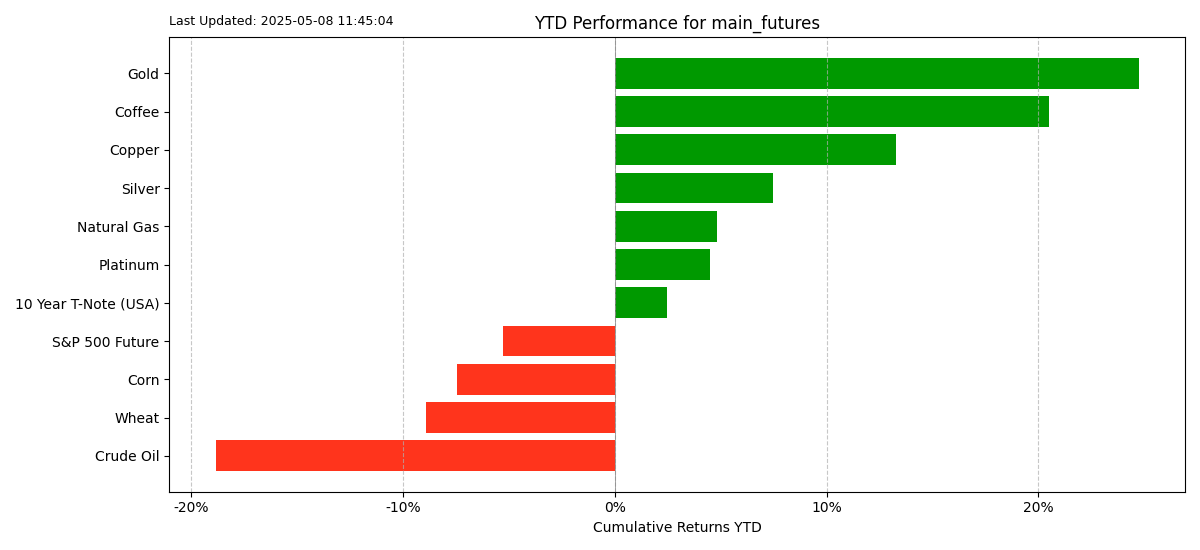 Last Updated: 2025-05-08 11:45:04
YTD Performance for main_futures
Gold
Coffee
Copper
Silver
Natural Gas
Platinum
10 Year T-Note (USA)
S&P 500 Future
Corn
Wheat
Crude Oil
-20%
-10%
0%
10%
20%
Cumulative Returns YTD